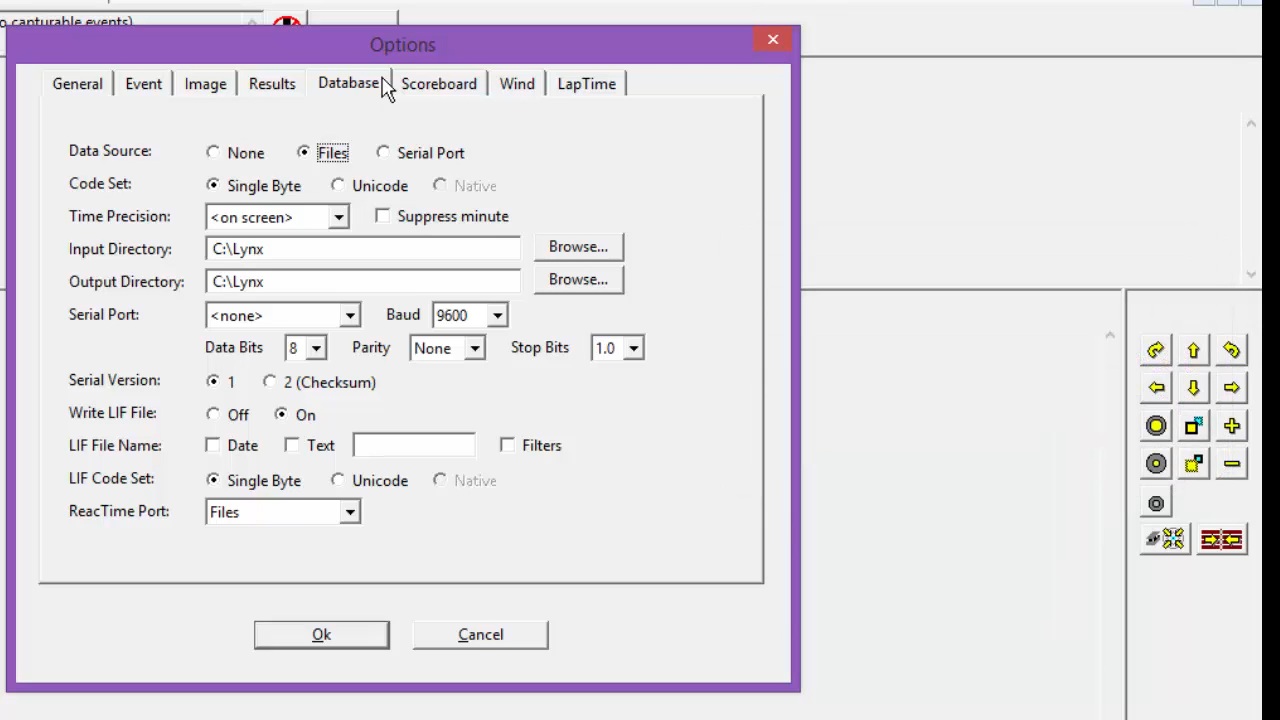 o capturable events)
Options
General Event Image Results Database Scoreboard Wind LapTime
Data Source: None Files Serial Port
Code Set: Single Byte Unicode Native
Time Precision: <on screen> Suppress minute
Input Directory: C:\Lynx Browse...
Output Directory: C:\Lynx Browse...
Serial Port: <none> Baud 9600
Data Bits 8 Parity None Stop Bits 1.0
Serial Version: 1 2 (Checksum)
Write LIF File: Off On
LIF File Name: Date Text Filters
LIF Code Set: Single Byte Unicode Native
ReacTime Port: Files
Ok Cancel